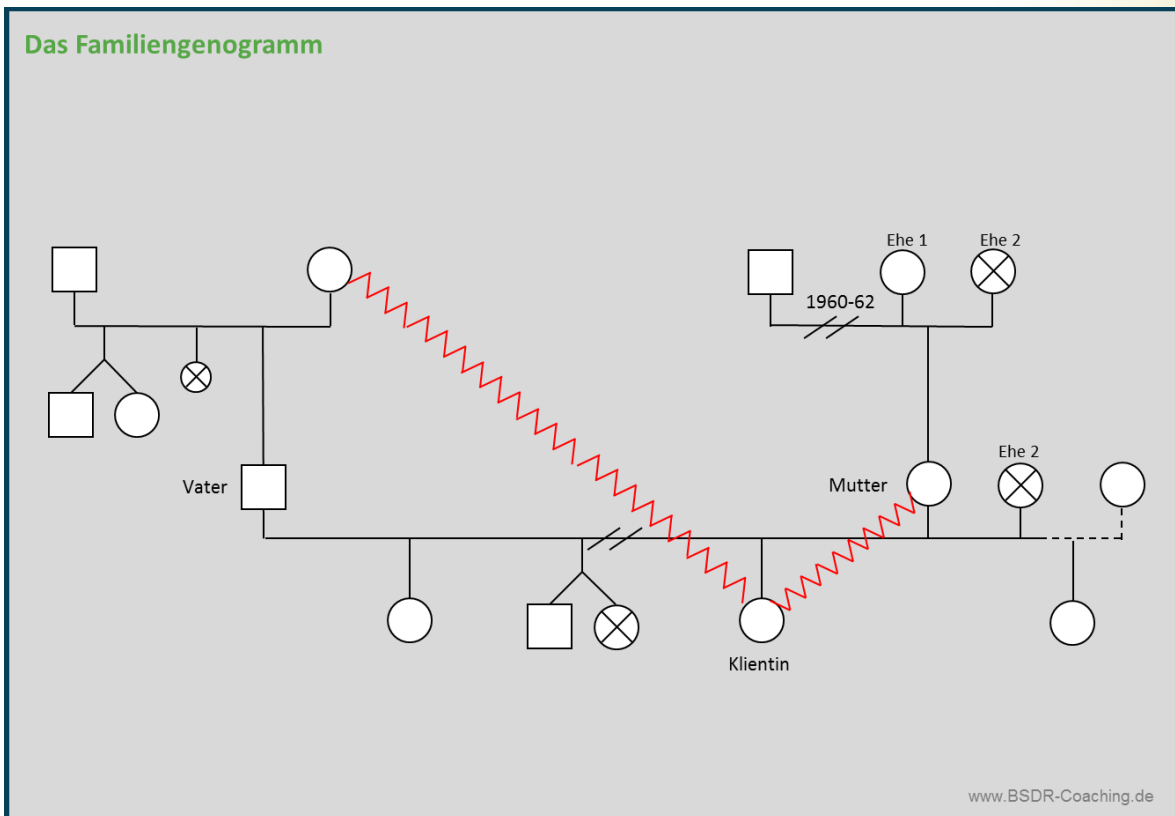 Das Familiengenogramm
Ehe 1
Ehe 2
1960-62
Ehe 2
Vater
Mutter
Klientin
www.BSDR-Coaching.de